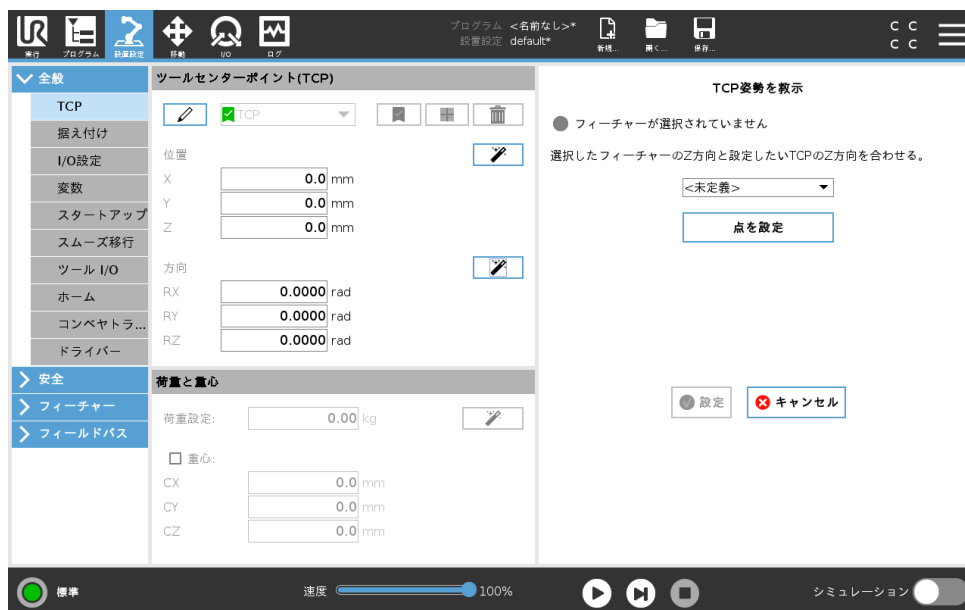 プログラム <名前なし>*
設置設定 default*
実行 プログラム 設置設定 移動 I/O ログ
新規... 開く... 保存...
C C
C C
全般
TCP
据え付け
I/O設定
変数
スタートアップ
スムーズ移行
ツール I/O
ホーム
コンベヤトラ...
ドライバー
安全
フィーチャー
フィールドバス
ツールセンターポイント(TCP)
TCP
位置
X 0.0 mm
Y 0.0 mm
Z 0.0 mm
方向
RX 0.0000 rad
RY 0.0000 rad
RZ 0.0000 rad
荷重と重心
荷重設定: 0.00 kg
重心:
CX 0.0 mm
CY 0.0 mm
CZ 0.0 mm
TCP姿勢を教示
フィーチャーが選択されていません
選択したフィーチャーのZ方向と設定したいTCPのZ方向を合わせる。
<未定義>
点を設定
設定 キャンセル
標準
速度 100%
シミュレーション